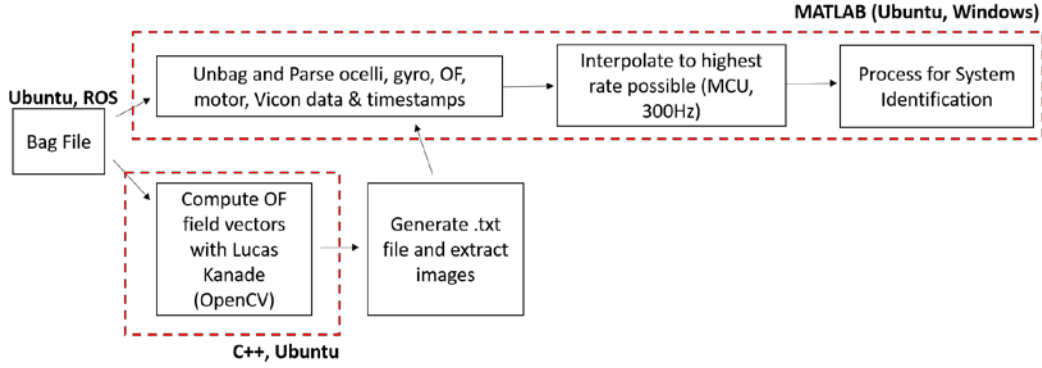 MATLAB (Ubuntu, Windows)
Unbag and Parse ocelli, gyro, OF,
motor, Vicon data & timestamps
Interpolate to highest
rate possible (MCU,
300Hz)
Process for System
Identification
Ubuntu, ROS
Bag File
Compute OF
field vectors
with Lucas
Kanade
(OpenCV)
Generate .txt
file and extract
images
C++, Ubuntu